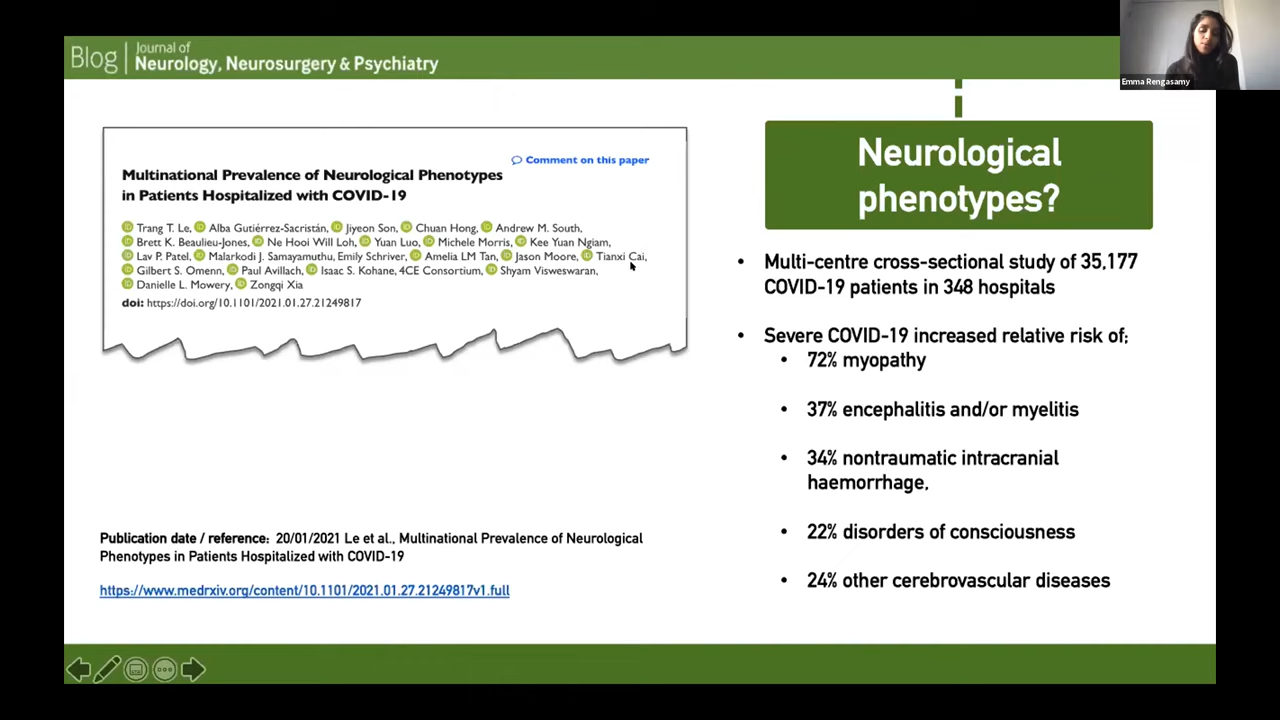 Blog | Journal of
Neurology, Neurosurgery & Psychiatry
Emma Rengasamy
Comment on this paper
Multinational Prevalence of Neurological Phenotypes
in Patients Hospitalized with COVID-19
Trang T. Le, Alba Gutiérrez-Sacristán, Jiyeon Son, Chuan Hong, Andrew M. South,
Brett K. Beaulieu-Jones, Ne Hooi Will Loh, Yuan Luo, Michele Morris, Kee Yuan Ngiam,
Lav P. Patel, Malarkodi J. Samayamuthu, Emily Schriver, Amelia LM Tan, Jason Moore, Tianxi Cai,
Gilbert S. Omenn, Paul Avillach, Isaac S. Kohane, 4CE Consortium, Shyam Visweswaran,
Danielle L. Mowery, Zongqi Xia
doi: https://doi.org/10.1101/2021.01.27.21249817
Publication date / reference: 20/01/2021 Le et al., Multinational Prevalence of Neurological
Phenotypes in Patients Hospitalized with COVID-19
https://www.medrxiv.org/content/10.1101/2021.01.27.21249817v1.full
Neurological
phenotypes?
• Multi-centre cross-sectional study of 35,177
COVID-19 patients in 348 hospitals
• Severe COVID-19 increased relative risk of:
• 72% myopathy
• 37% encephalitis and/or myelitis
• 34% nontraumatic intracranial
haemorrhage,
• 22% disorders of consciousness
• 24% other cerebrovascular diseases